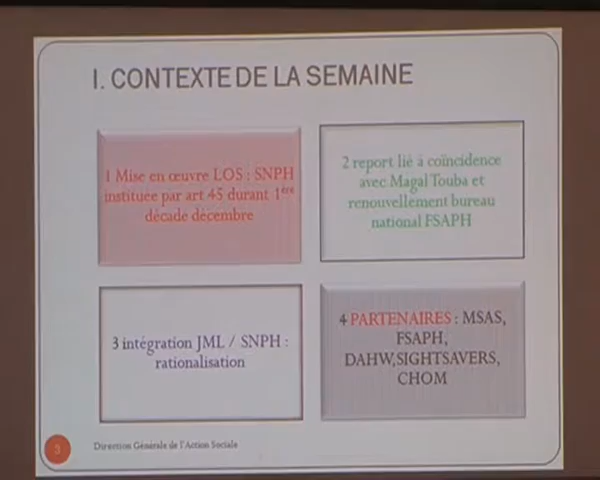 I. CONTEXTE DE LA SEMAINE
1 Mise en œuvre LOS : SNPH
instituée par art 45 durant 1ère
décade décembre
2 report lié à coïncidence
avec Magal Touba et
renouvellement bureau
national FSAPH
3 intégration JML / SNPH :
rationalisation
4 PARTENAIRES : MSAS,
FSAPH,
DAHW,SIGHTSAVERS,
CHOM
3
Direction Générale de l'Action Sociale